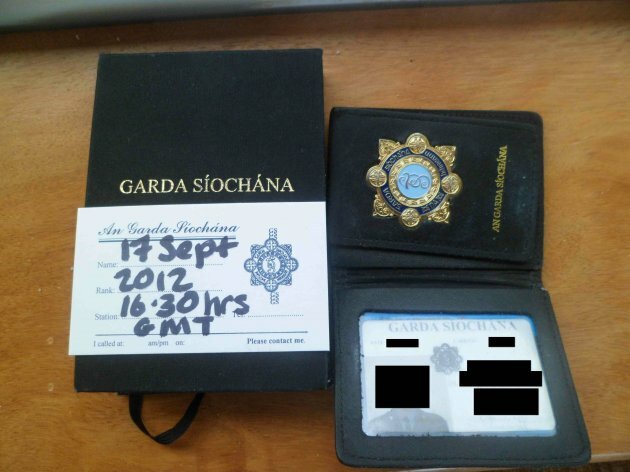 GARDA SÍOCHÁNA
An Garda Síochána
17 Sept
Name:
2012
Rank:
16.30 hrs
Station:
GMT
I called at: am/pm on: Please contact me.
AN GARDA SÍOCHÁNA
GARDA SÍOCHÁNA